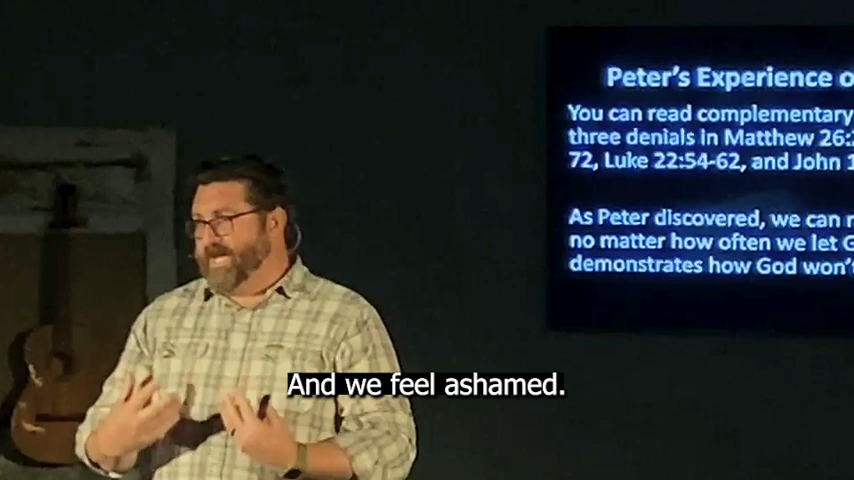 Peter's Experience
You can read complementary
three denials in Matthew 26:
72, Luke 22:54-62, and John
As Peter discovered, we can
no matter how often we let
demonstrates how God won't
And we feel ashamed.